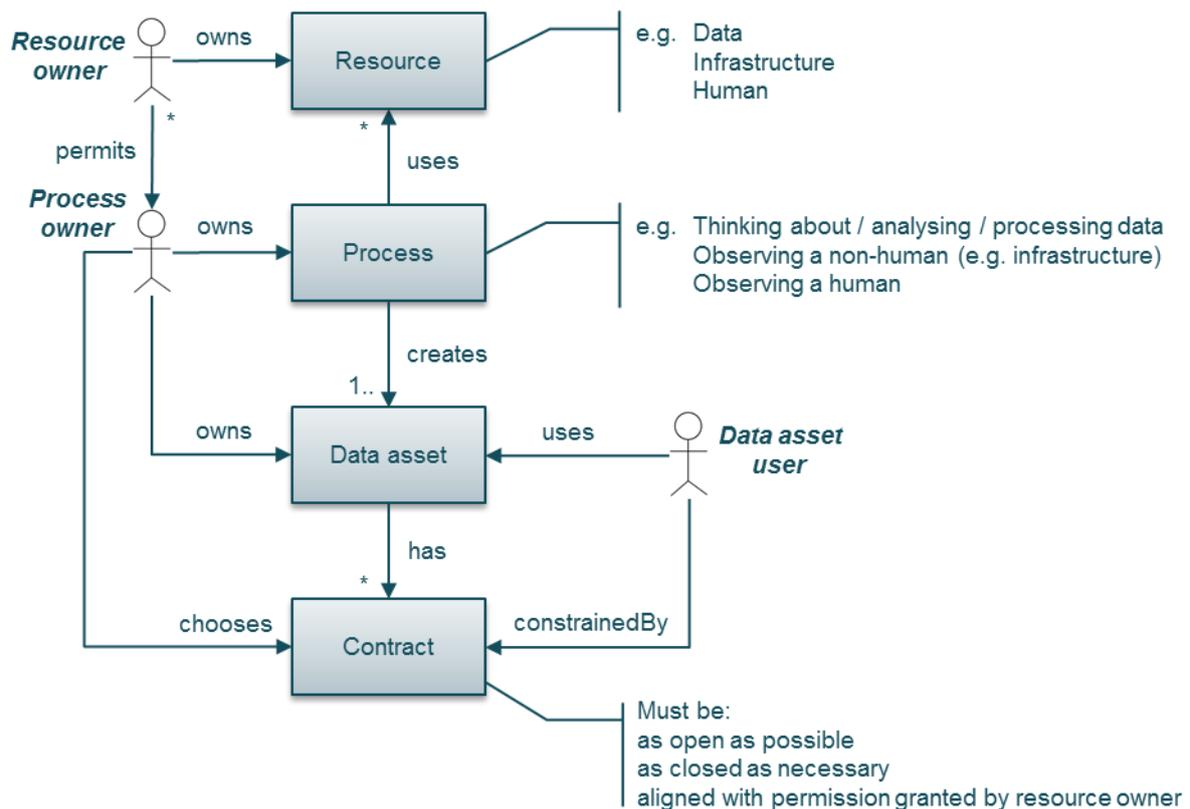 Resource
owner
owns
Resource
e.g. Data
Infrastructure
Human
*
*
permits
uses
Process
owner
owns
Process
e.g. Thinking about / analysing / processing data
Observing a non-human (e.g. infrastructure)
Observing a human
creates
1..
owns
Data asset
uses
Data asset
user
has
*
chooses
Contract
constrainedBy
Must be:
as open as possible
as closed as necessary
aligned with permission granted by resource owner